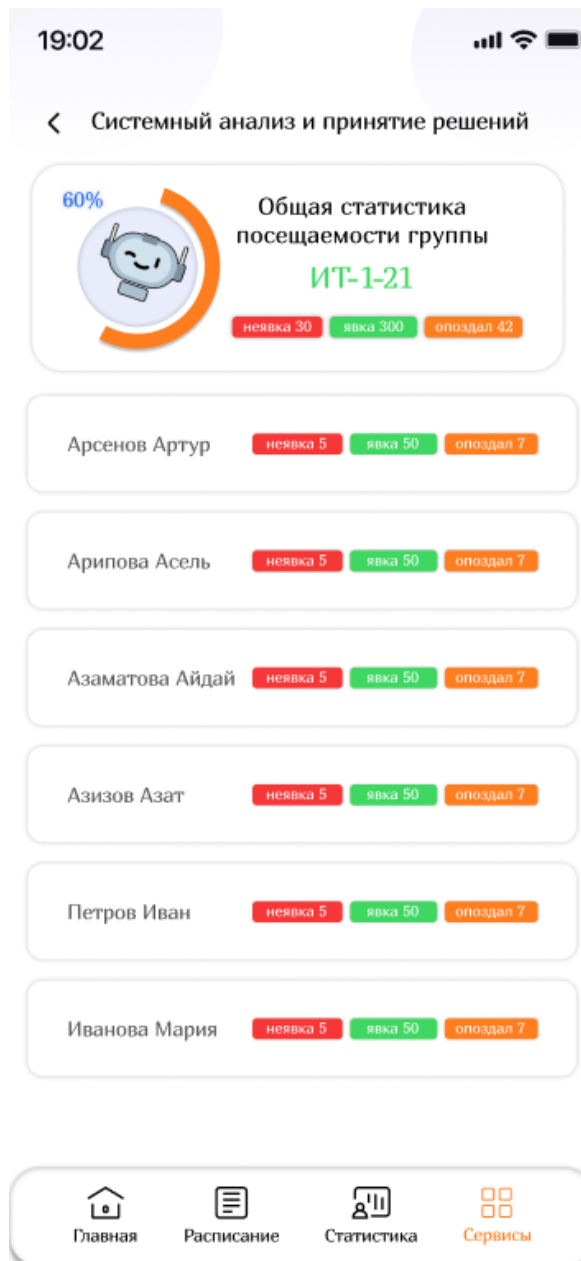 19:02
Системный анализ и принятие решений
60%
Общая статистика
посещаемости группы
ИТ-1-21
неявка 30 явка 300 опоздал 42
Арсенов Артур неявка 5 явка 50 опоздал 7
Арипова Асель неявка 5 явка 50 опоздал 7
Азаматова Айдай неявка 5 явка 50 опоздал 7
Азизов Азат неявка 5 явка 50 опоздал 7
Петров Иван неявка 5 явка 50 опоздал 7
Иванова Мария неявка 5 явка 50 опоздал 7
Главная Расписание Статистика Сервисы